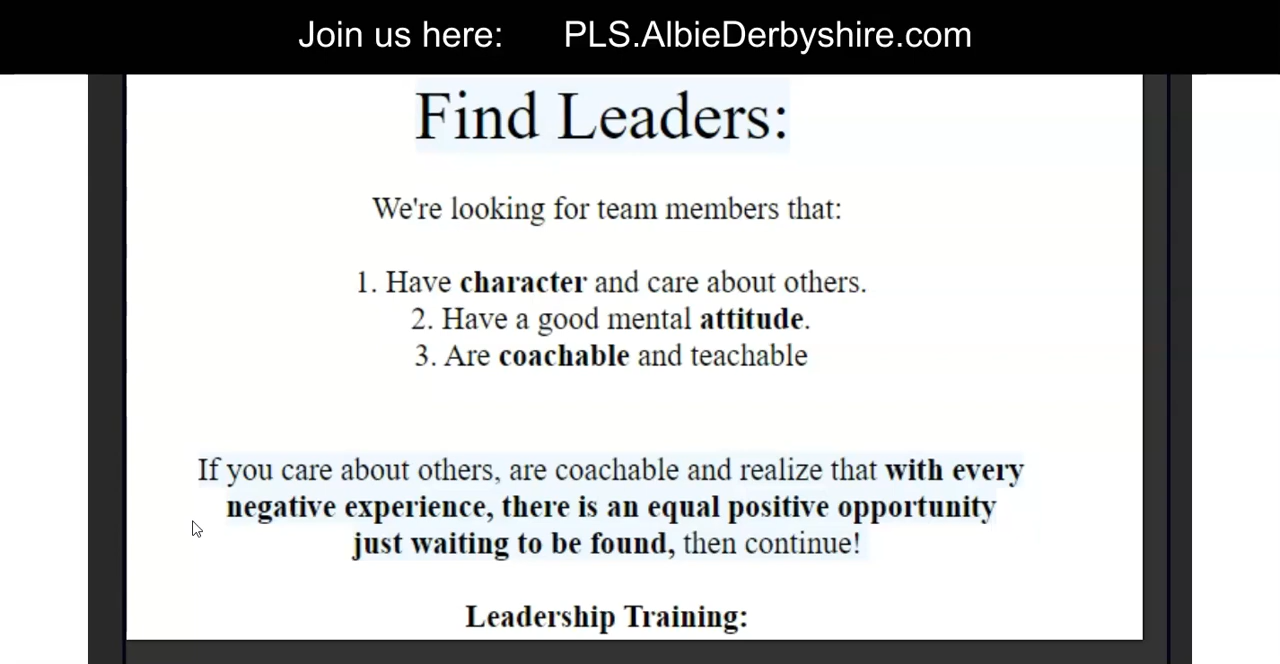 Join us here: PLS.AlbieDerbyshire.com
Find Leaders:
We're looking for team members that:
1. Have character and care about others.
2. Have a good mental attitude.
3. Are coachable and teachable
If you care about others, are coachable and realize that with every
negative experience, there is an equal positive opportunity
just waiting to be found, then continue!
Leadership Training: